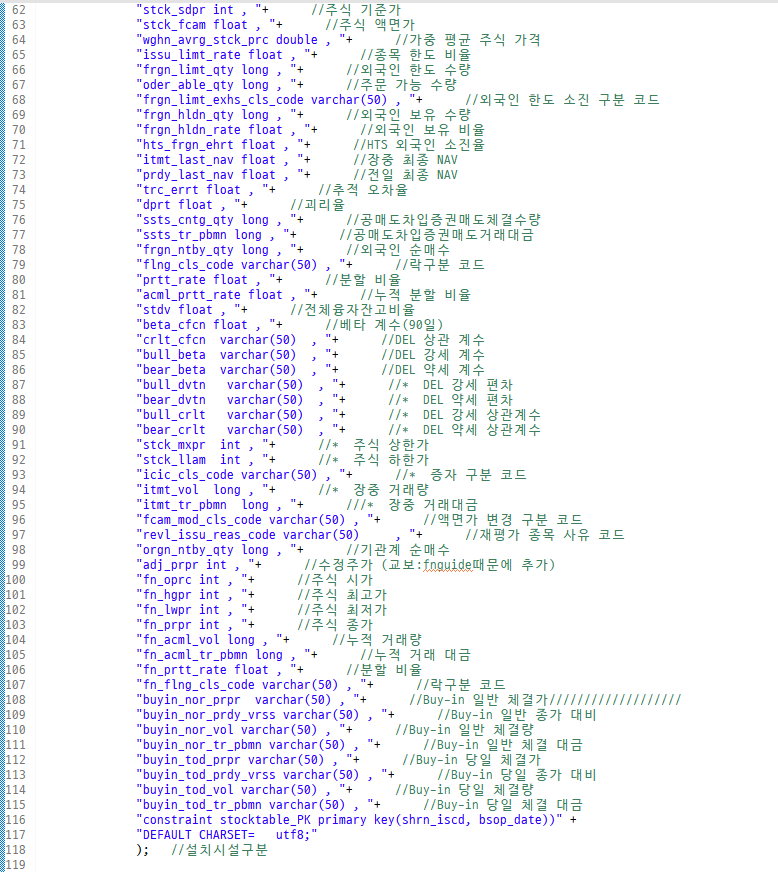 62 "stck_sdpr int , "+ //주식 기준가
63 "stck_fcam float , "+ //주식 액면가
64 "wghn_avrg_stck_prc double , "+ //가중 평균 주식 가격
65 "issu_limt_rate float , "+ //종목 한도 비율
66 "frgn_limt_qty long , "+ //외국인 한도 수량
67 "oder_able_qty long , "+ //주문 가능 수량
68 "frgn_limt_exhs_cls_code varchar(50) , "+ //외국인 한도 소진 구분 코드
69 "frgn_hldn_qty long , "+ //외국인 보유 수량
70 "frgn_hldn_rate float , "+ //외국인 보유 비율
71 "hts_frgn_ehrt float , "+ //HTS 외국인 소진율
72 "itmt_last_nav float , "+ //장중 최종 NAV
73 "prdy_last_nav float , "+ //전일 최종 NAV
74 "trc_errt float , "+ //추적 오차율
75 "dprt float , "+ //괴리율
76 "ssts_cntg_qty long , "+ //공매도차입증권매도체결수량
77 "ssts_tr_pbmn long , "+ //공매도차입증권매도거래대금
78 "frgn_ntby_qty long , "+ //외국인 순매수
79 "flng_cls_code varchar(50) , "+ //락구분 코드
80 "prtt_rate float , "+ //분할 비율
81 "acml_prtt_rate float , "+ //누적 분할 비율
82 "stdv float , "+ //전체융자잔고비율
83 "beta_cfcn float , "+ //베타 계수(90일)
84 "crlt_cfcn varchar(50) , "+ //DEL 상관 계수
85 "bull_beta varchar(50) , "+ //DEL 강세 계수
86 "bear_beta varchar(50) , "+ //DEL 약세 계수
87 "bull_dvtn varchar(50) , "+ //* DEL 강세 편차
88 "bear_dvtn varchar(50) , "+ //* DEL 약세 편차
89 "bull_crlt varchar(50) , "+ //* DEL 강세 상관계수
90 "bear_crlt varchar(50) , "+ //* DEL 약세 상관계수
91 "stck_mxpr int , "+ //* 주식 상한가
92 "stck_llam int , "+ //* 주식 하한가
93 "icic_cls_code varchar(50) , "+ //* 증자 구분 코드
94 "itmt_vol long , "+ //* 장중 거래량
95 "itmt_tr_pbmn long , "+ ///* 장중 거래대금
96 "fcam_mod_cls_code varchar(50) , "+ //액면가 변경 구분 코드
97 "revl_issu_reas_code varchar(50) , "+ //재평가 종목 사유 코드
98 "orgn_ntby_qty long , "+ //기관계 순매수
99 "adj_prpr int , "+ //수정주가 (교보:fnguide때문에 추가)
100 "fn_oprc int , "+ //주식 시가
101 "fn_hgpr int , "+ //주식 최고가
102 "fn_lwpr int , "+ //주식 최저가
103 "fn_prpr int , "+ //주식 종가
104 "fn_acml_vol long , "+ //누적 거래량
105 "fn_acml_tr_pbmn long , "+ //누적 거래 대금
106 "fn_prtt_rate float , "+ //분할 비율
107 "fn_flng_cls_code varchar(50) , "+ //락구분 코드
108 "buyin_nor_prpr varchar(50) , "+ //Buy-in 일반 체결가///////////////////
109 "buyin_nor_prdy_vrss varchar(50) , "+ //Buy-in 일반 종가 대비
110 "buyin_nor_vol varchar(50) , "+ //Buy-in 일반 체결량
111 "buyin_nor_tr_pbmn varchar(50) , "+ //Buy-in 일반 체결 대금
112 "buyin_tod_prpr varchar(50) , "+ //Buy-in 당일 체결가
113 "buyin_tod_prdy_vrss varchar(50) , "+ //Buy-in 당일 종가 대비
114 "buyin_tod_vol varchar(50) , "+ //Buy-in 당일 체결량
115 "buyin_tod_tr_pbmn varchar(50) , "+ //Buy-in 당일 체결 대금
116 "constraint stocktable_PK primary key(shrn_iscd, bsop_date))" +
117 "DEFAULT CHARSET= utf8;"
118 ); //설치시설구분
119